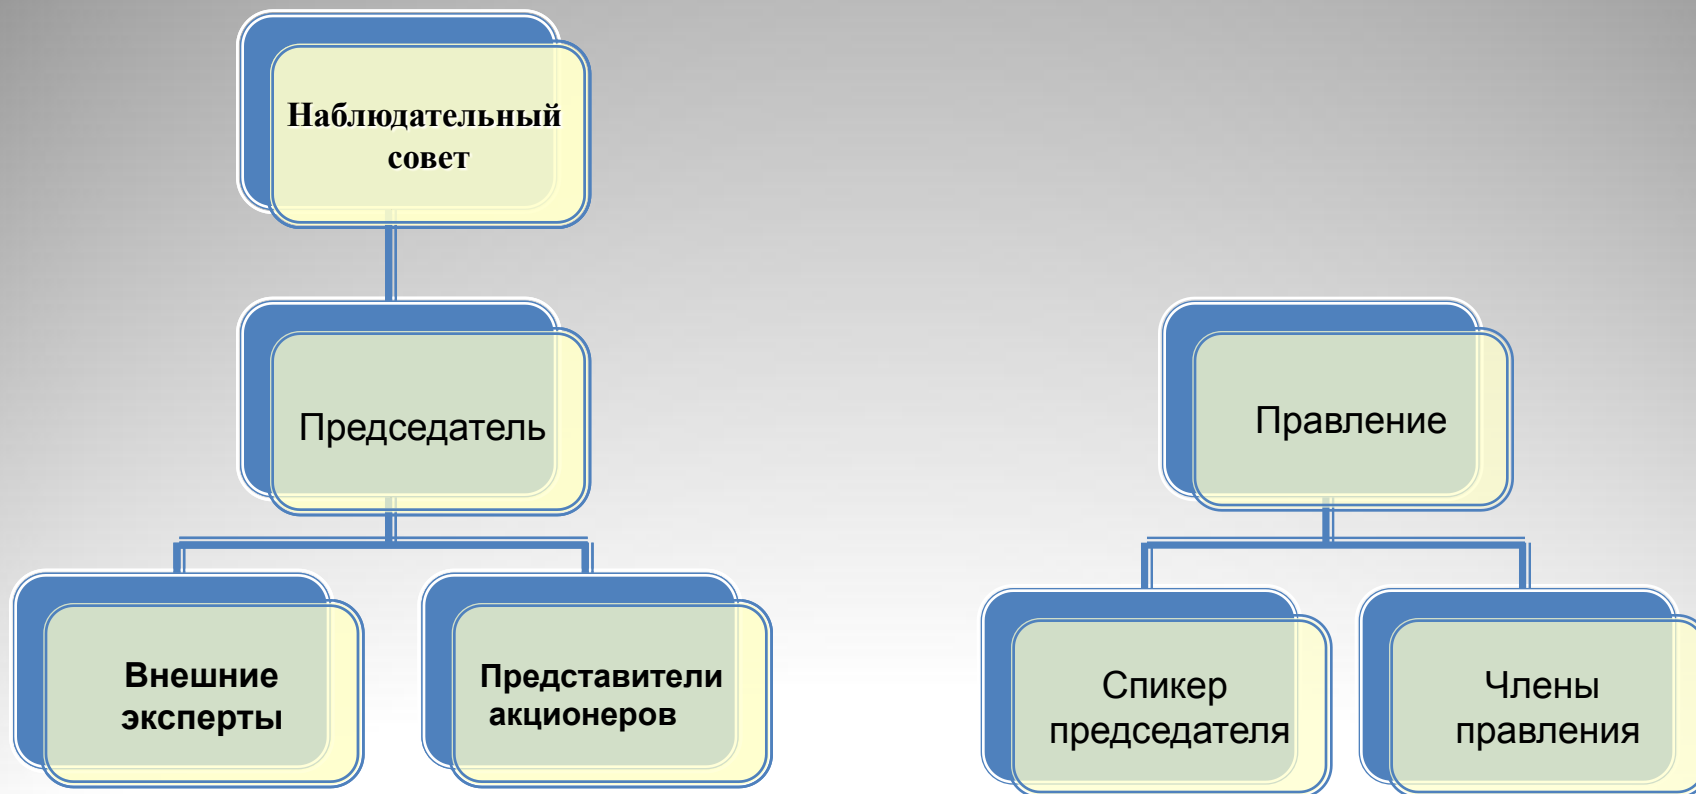 Наблюдательный
совет
Председатель
Правление
Внешние
эксперты
Представители
акционеров
Спикер
председателя
Члены
правления